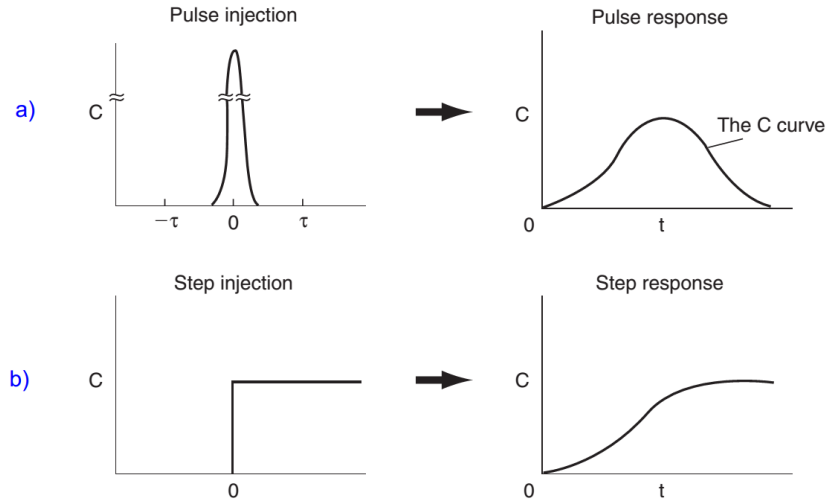 Pulse injection
Pulse response
a)
C
−τ
0
τ
C
The C curve
0
t
Step injection
Step response
b)
C
0
C
0
t